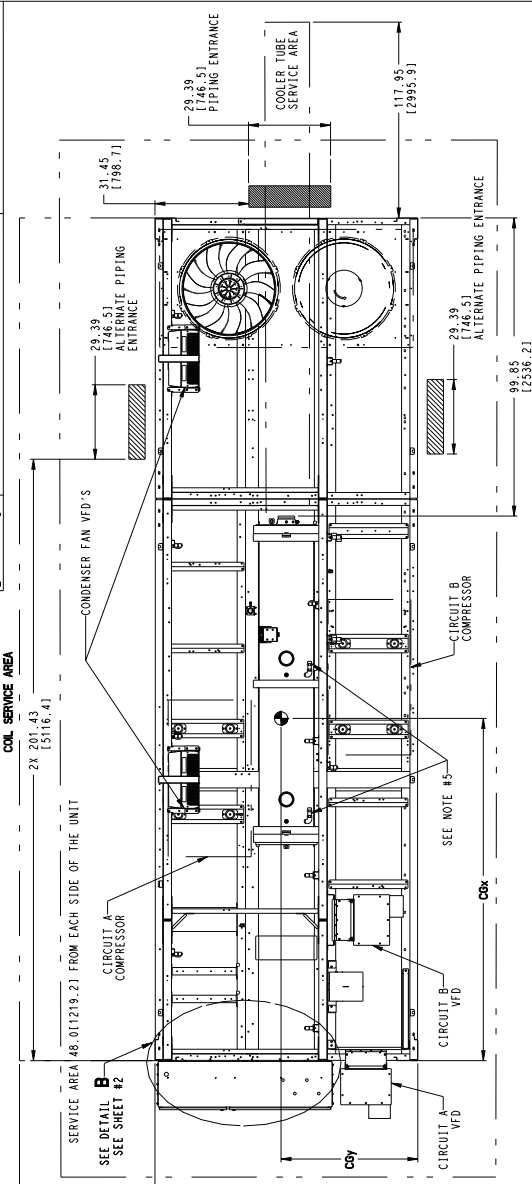 COIL SERVICE AREA
2X 201.43
[5116.4]
SERVICE AREA 48.0[1219.2] FROM EACH SIDE OF THE UNIT
29.39
[746.5]
ALTERNATE PIPING
ENTRANCE
31.45
[798.7]
29.39
[746.5]
PIPING ENTRANCE
COOLER TUBE
SERVICE AREA
117.95
[2995.9]
CONDENSER FAN VFD'S
CIRCUIT A
COMPRESSOR
SEE DETAIL B
SEE SHEET #2
29.39
[746.5]
ALTERNATE PIPING ENTRANCE
99.85
[2536.2]
CIRCUIT B
COMPRESSOR
SEE NOTE #5
CGx
CIRCUIT B
VFD
CIRCUIT A
VFD
CGy